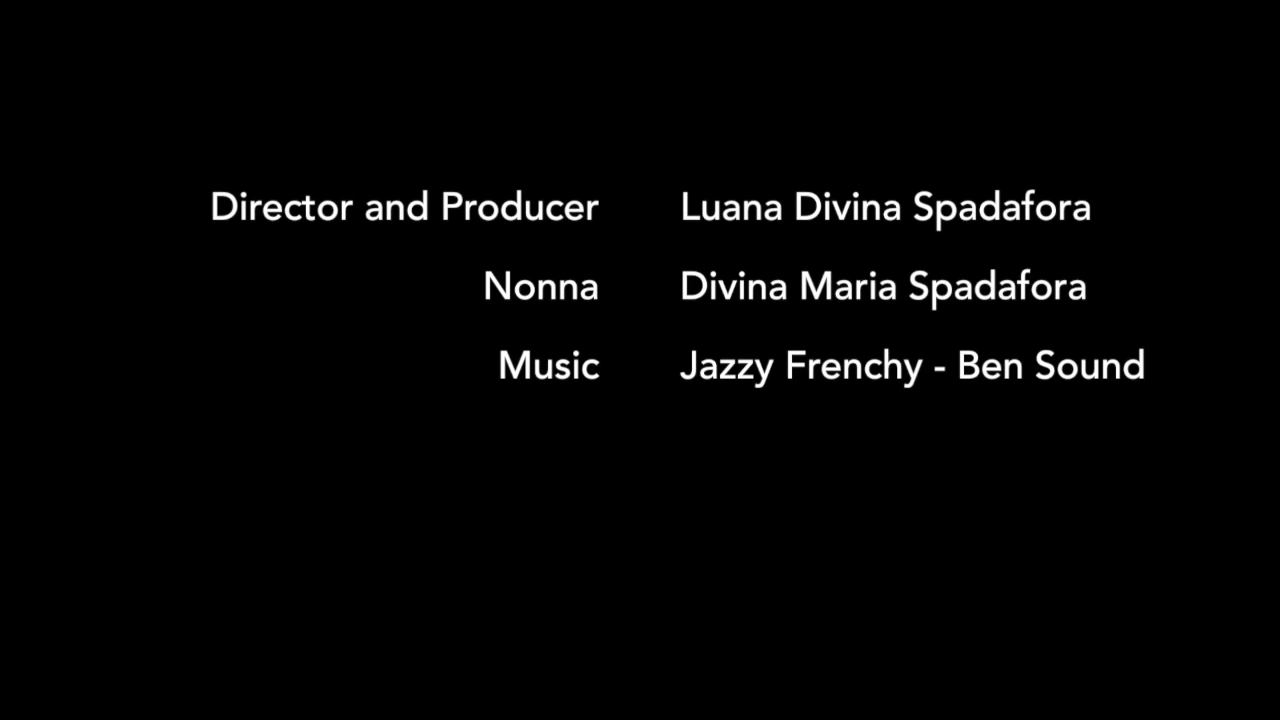 Director and Producer Luana Divina Spadafora
Nonna Divina Maria Spadafora
Music Jazzy Frenchy - Ben Sound